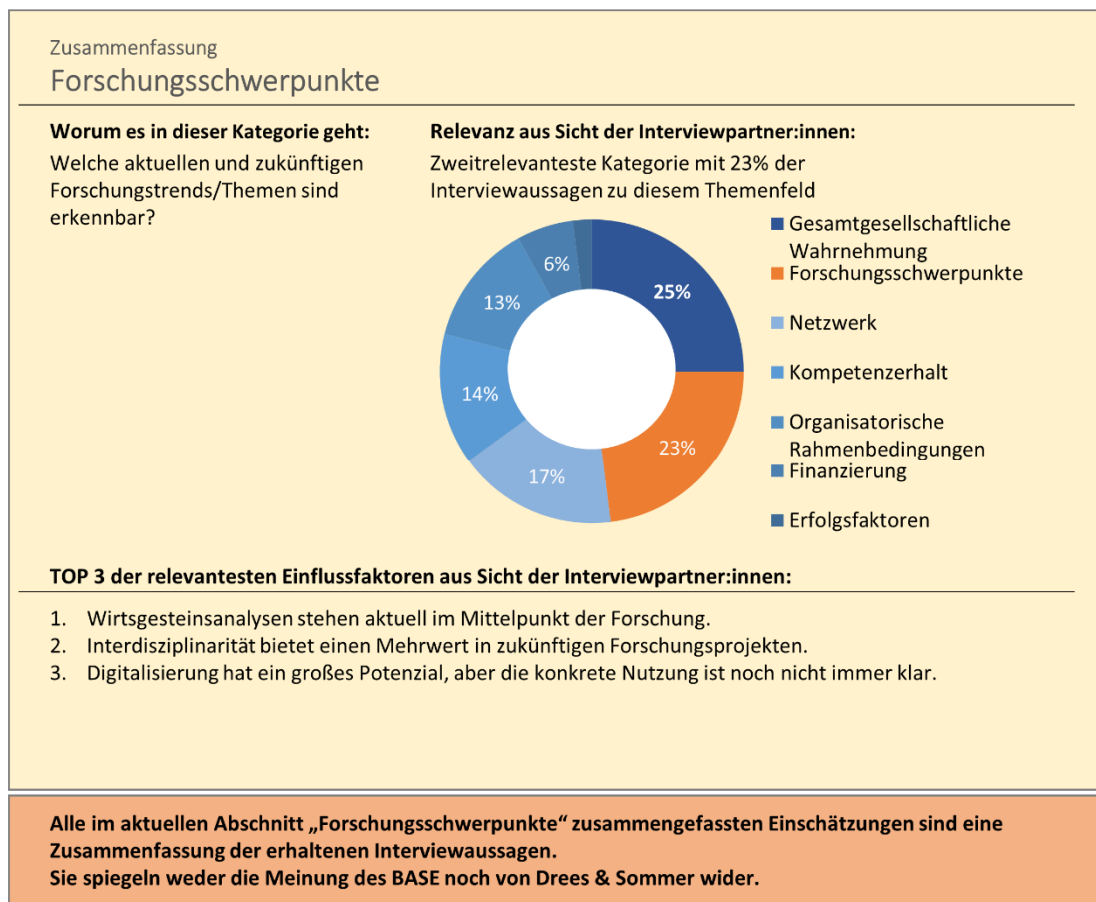 Zusammenfassung
Forschungsschwerpunkte
Worum es in dieser Kategorie geht:
Welche aktuellen und zukünftigen
Forschungstrends/Themen sind
erkennbar?
Relevanz aus Sicht der Interviewpartner:innen:
Zweitrelevanteste Kategorie mit 23% der
Interviewaussagen zu diesem Themenfeld
6%
25%
13%
14%
23%
17%
Gesamtgesellschaftliche
Wahrnehmung
Forschungsschwerpunkte
Netzwerk
Kompetenzerhalt
Organisatorische
Rahmenbedingungen
Finanzierung
Erfolgsfaktoren
TOP 3 der relevantesten Einflussfaktoren aus Sicht der Interviewpartner:innen:
1. Wirtsgesteinsanalysen stehen aktuell im Mittelpunkt der Forschung.
2. Interdisziplinarität bietet einen Mehrwert in zukünftigen Forschungsprojekten.
3. Digitalisierung hat ein großes Potenzial, aber die konkrete Nutzung ist noch nicht immer klar.
Alle im aktuellen Abschnitt „Forschungsschwerpunkte“ zusammengefassten Einschätzungen sind eine
Zusammenfassung der erhaltenen Interviewaussagen.
Sie spiegeln weder die Meinung des BASE noch von Drees & Sommer wider.